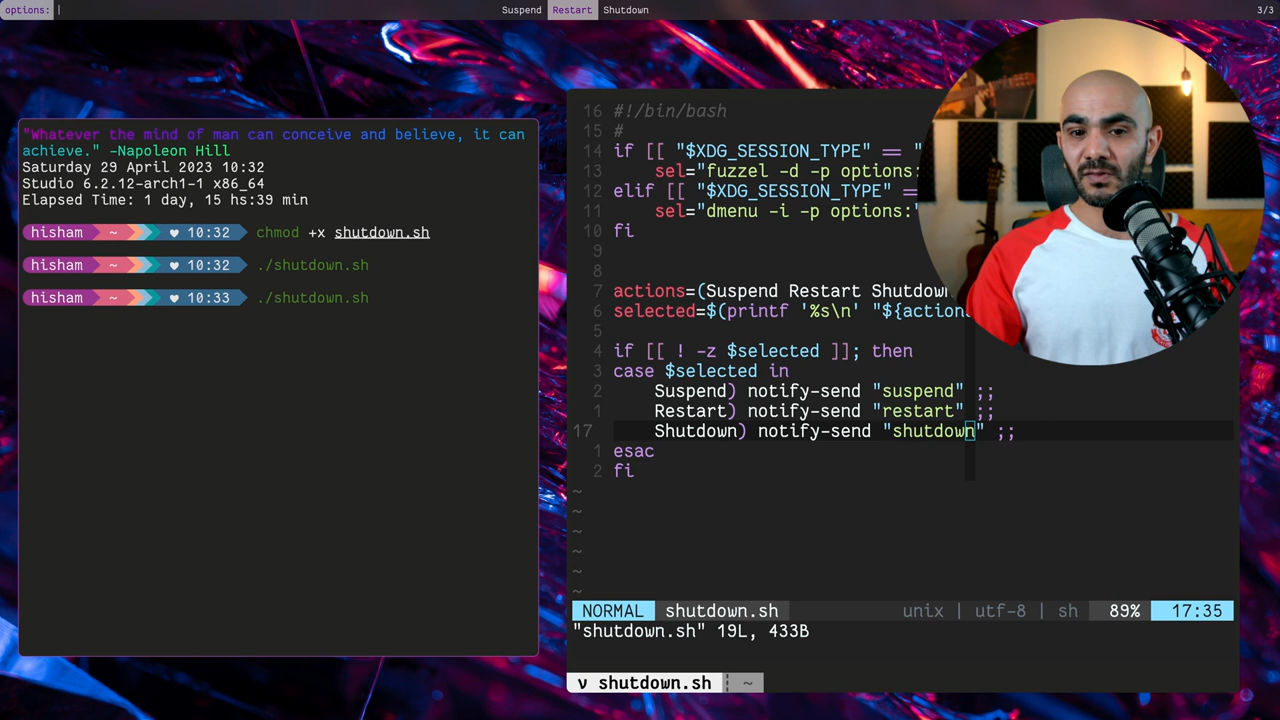 options: Suspend Restart Shutdown 3/3
"Whatever the mind of man can conceive and believe, it can
achieve." -Napoleon Hill
Saturday 29 April 2023 10:32
Studio 6.2.12-arch1-1 x86_64
Elapsed Time: 1 day, 15 hs:39 min
hisham ~ ♥ 10:32 chmod +x shutdown.sh
hisham ~ ♥ 10:32 ./shutdown.sh
hisham ~ ♥ 10:33 ./shutdown.sh
16 #!/bin/bash
15 #
14 if [[ "$XDG_SESSION_TYPE" == "
13 sel="fuzzel -d -p options:
12 elif [[ "$XDG_SESSION_TYPE" ==
11 sel="dmenu -i -p options:"
10 fi
9
8
7 actions=(Suspend Restart Shutdown
6 selected=$(printf '%s\n' "${action
5
4 if [[ ! -z $selected ]]; then
3 case $selected in
2 Suspend) notify-send "suspend" ;;
1 Restart) notify-send "restart" ;;
17 Shutdown) notify-send "shutdown" ;;
1 esac
2 fi
~
~
~
~
~
~
NORMAL shutdown.sh unix | utf-8 | sh 89% 17:35
"shutdown.sh" 19L, 433B
ν shutdown.sh ¦ ~